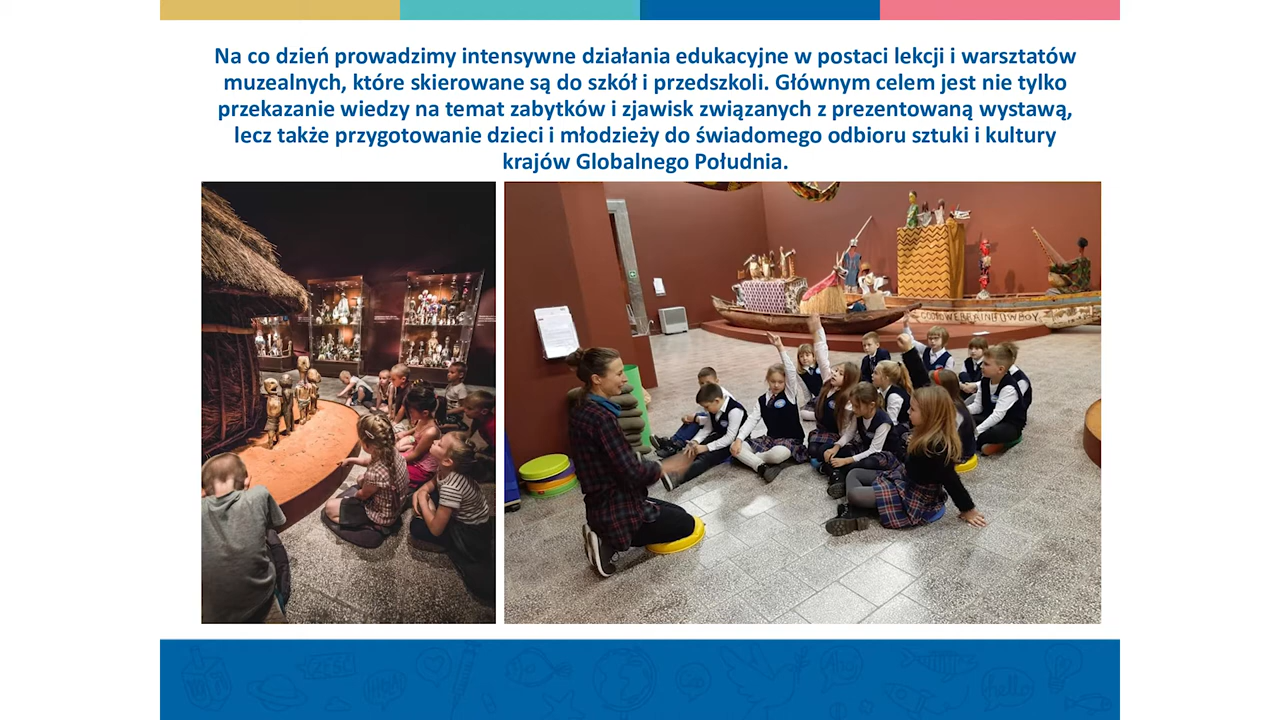 Na co dzień prowadzimy intensywne działania edukacyjne w postaci lekcji i warsztatów
muzealnych, które skierowane są do szkół i przedszkoli. Głównym celem jest nie tylko
przekazanie wiedzy na temat zabytków i zjawisk związanych z prezentowaną wystawą,
lecz także przygotowanie dzieci i młodzieży do świadomego odbioru sztuki i kultury
krajów Globalnego Południa.
hello